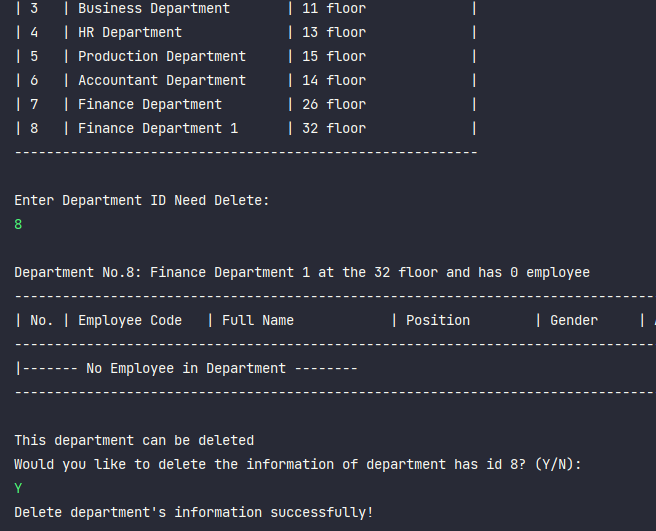 | 3 | Business Department | 11 floor |
| 4 | HR Department | 13 floor |
| 5 | Production Department | 15 floor |
| 6 | Accountant Department | 14 floor |
| 7 | Finance Department | 26 floor |
| 8 | Finance Department 1 | 32 floor |
----------------------------------------------------------
Enter Department ID Need Delete:
8
Department No.8: Finance Department 1 at the 32 floor and has 0 employee
--------------------------------------------------------------------------------
| No. | Employee Code | Full Name | Position | Gender |
--------------------------------------------------------------------------------
|------- No Employee in Department --------
--------------------------------------------------------------------------------
This department can be deleted
Would you like to delete the information of department has id 8? (Y/N):
Y
Delete department's information successfully!